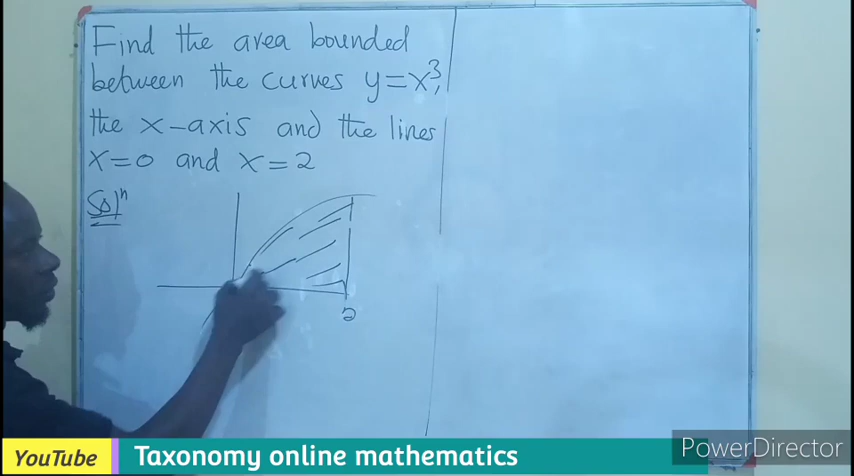 Find the area bounded
between the curves y=x³,
the x-axis and the lines
x=0 and x=2
Solⁿ
2
PowerDirector
YouTube Taxonomy online mathematics